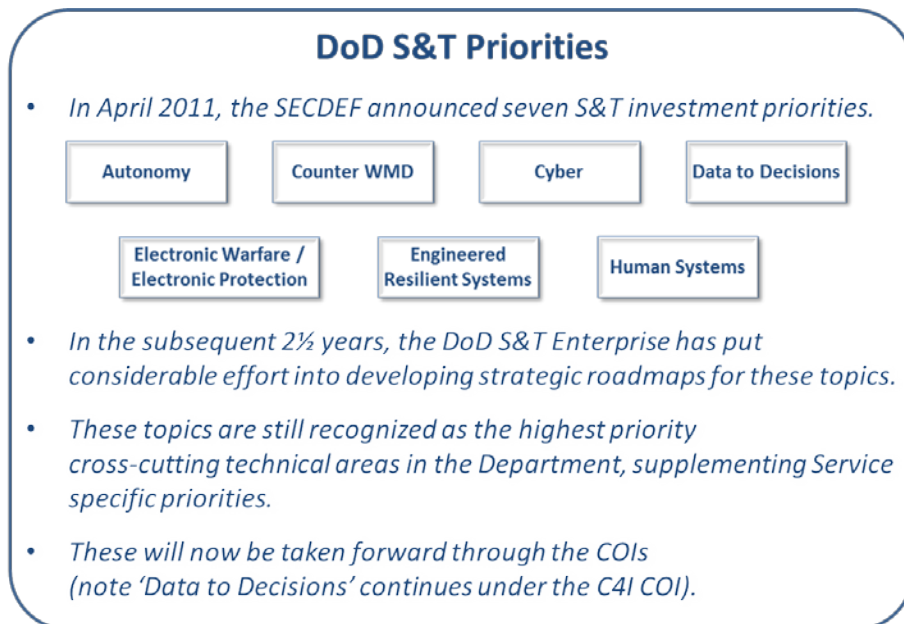 DoD S&T Priorities
• In April 2011, the SECDEF announced seven S&T investment priorities.
Autonomy
Counter WMD
Cyber
Data to Decisions
Electronic Warfare /
Electronic Protection
Engineered
Resilient Systems
Human Systems
• In the subsequent 2½ years, the DoD S&T Enterprise has put
considerable effort into developing strategic roadmaps for these topics.
• These topics are still recognized as the highest priority
cross-cutting technical areas in the Department, supplementing Service
specific priorities.
• These will now be taken forward through the COIs
(note ‘Data to Decisions’ continues under the C4I COI).